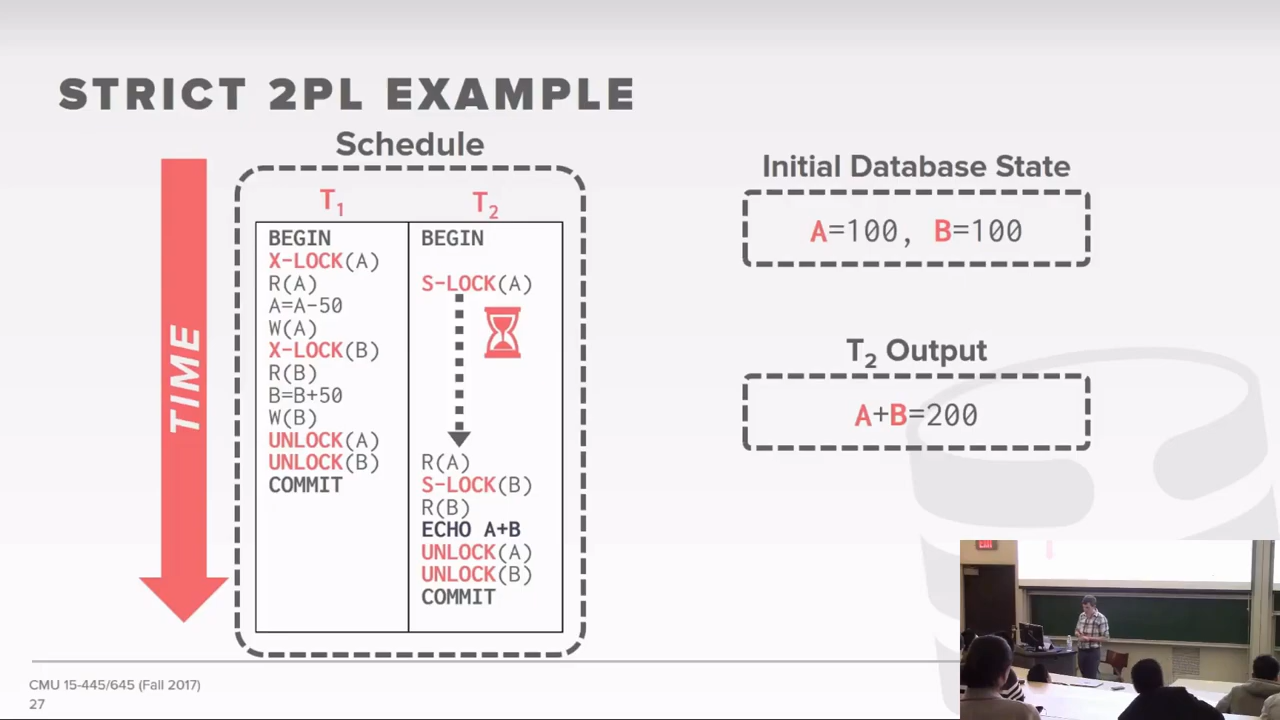 STRICT 2PL EXAMPLE
Schedule
T1
T2
TIME
BEGIN
X-LOCK(A)
R(A)
A=A-50
W(A)
X-LOCK(B)
R(B)
B=B+50
W(B)
UNLOCK(A)
UNLOCK(B)
COMMIT
BEGIN
S-LOCK(A)
R(A)
S-LOCK(B)
R(B)
ECHO A+B
UNLOCK(A)
UNLOCK(B)
COMMIT
Initial Database State
A=100, B=100
T2 Output
A+B=200
CMU 15-445/645 (Fall 2017)
27
EXIT